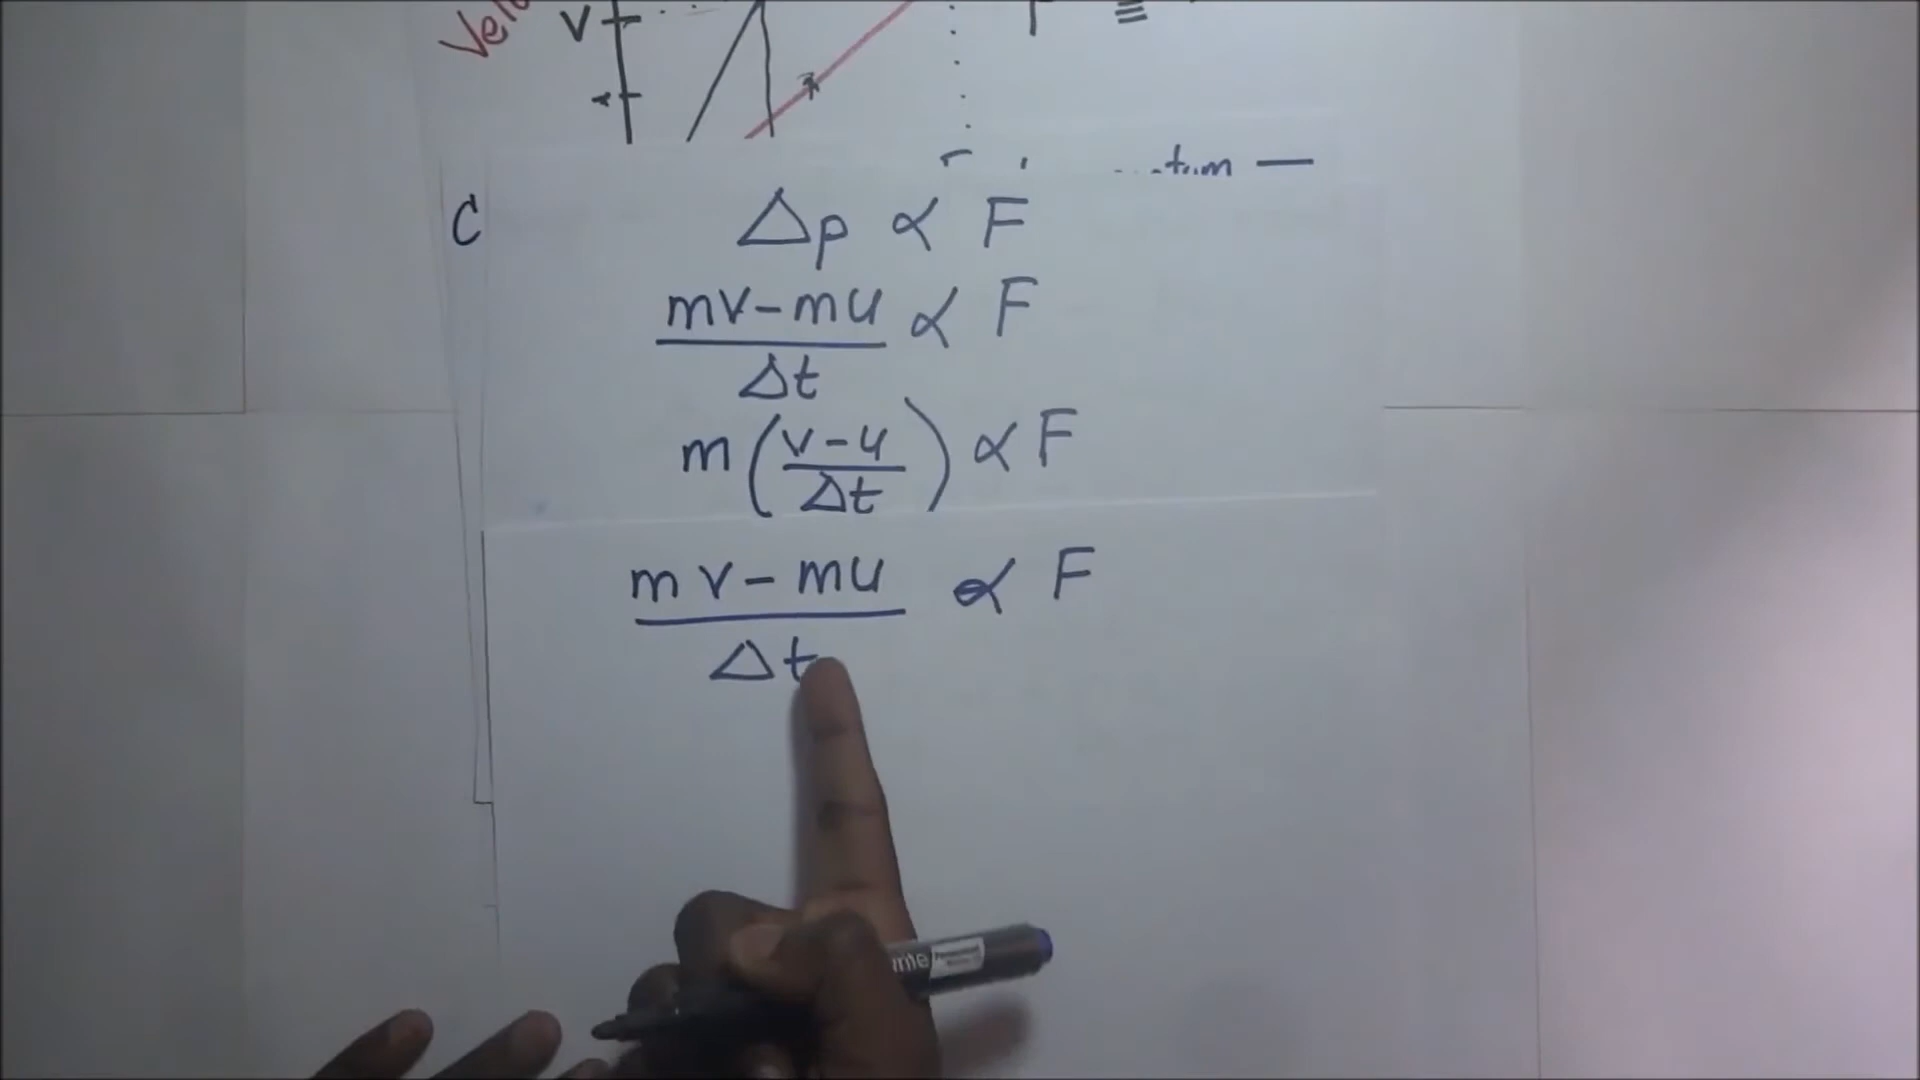 V
C
Δp ∝ F
mv-mu/Δt ∝ F
m(v-u/Δt) ∝ F
mv-mu/Δt ∝ F